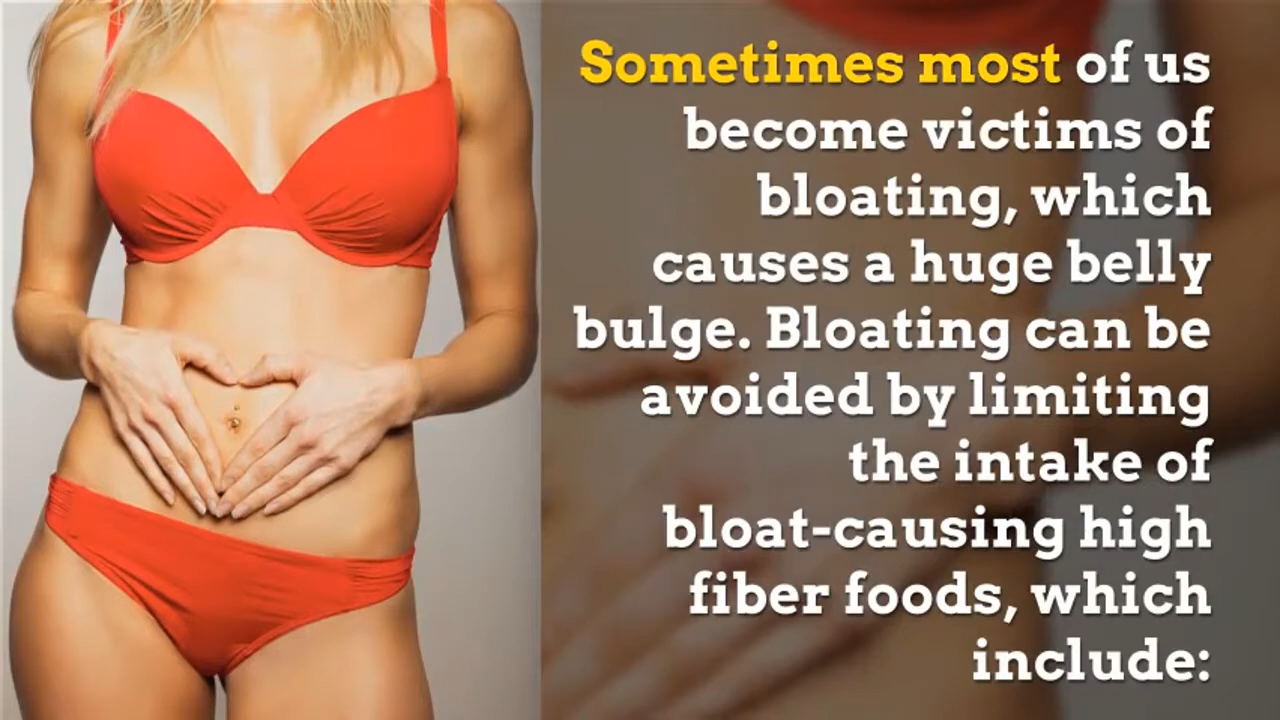 Sometimes most of us
become victims of
bloating, which
causes a huge belly
bulge. Bloating can be
avoided by limiting
the intake of
bloat-causing high
fiber foods, which
include: